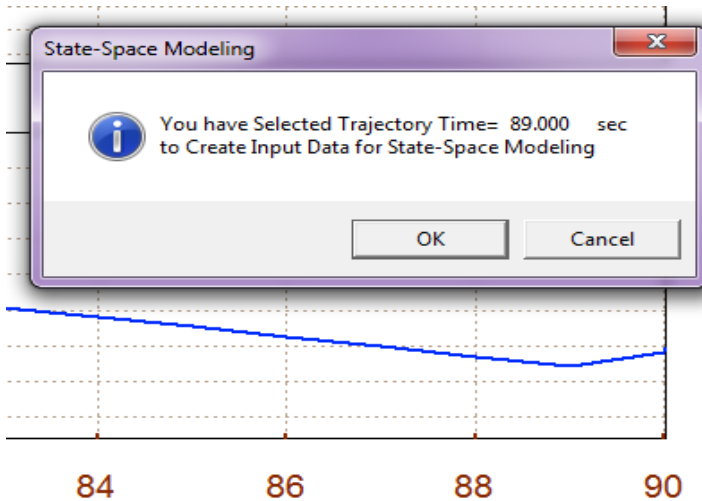 State-Space Modeling
You have Selected Trajectory Time= 89.000 sec
to Create Input Data for State-Space Modeling
OK Cancel
84 86 88 90